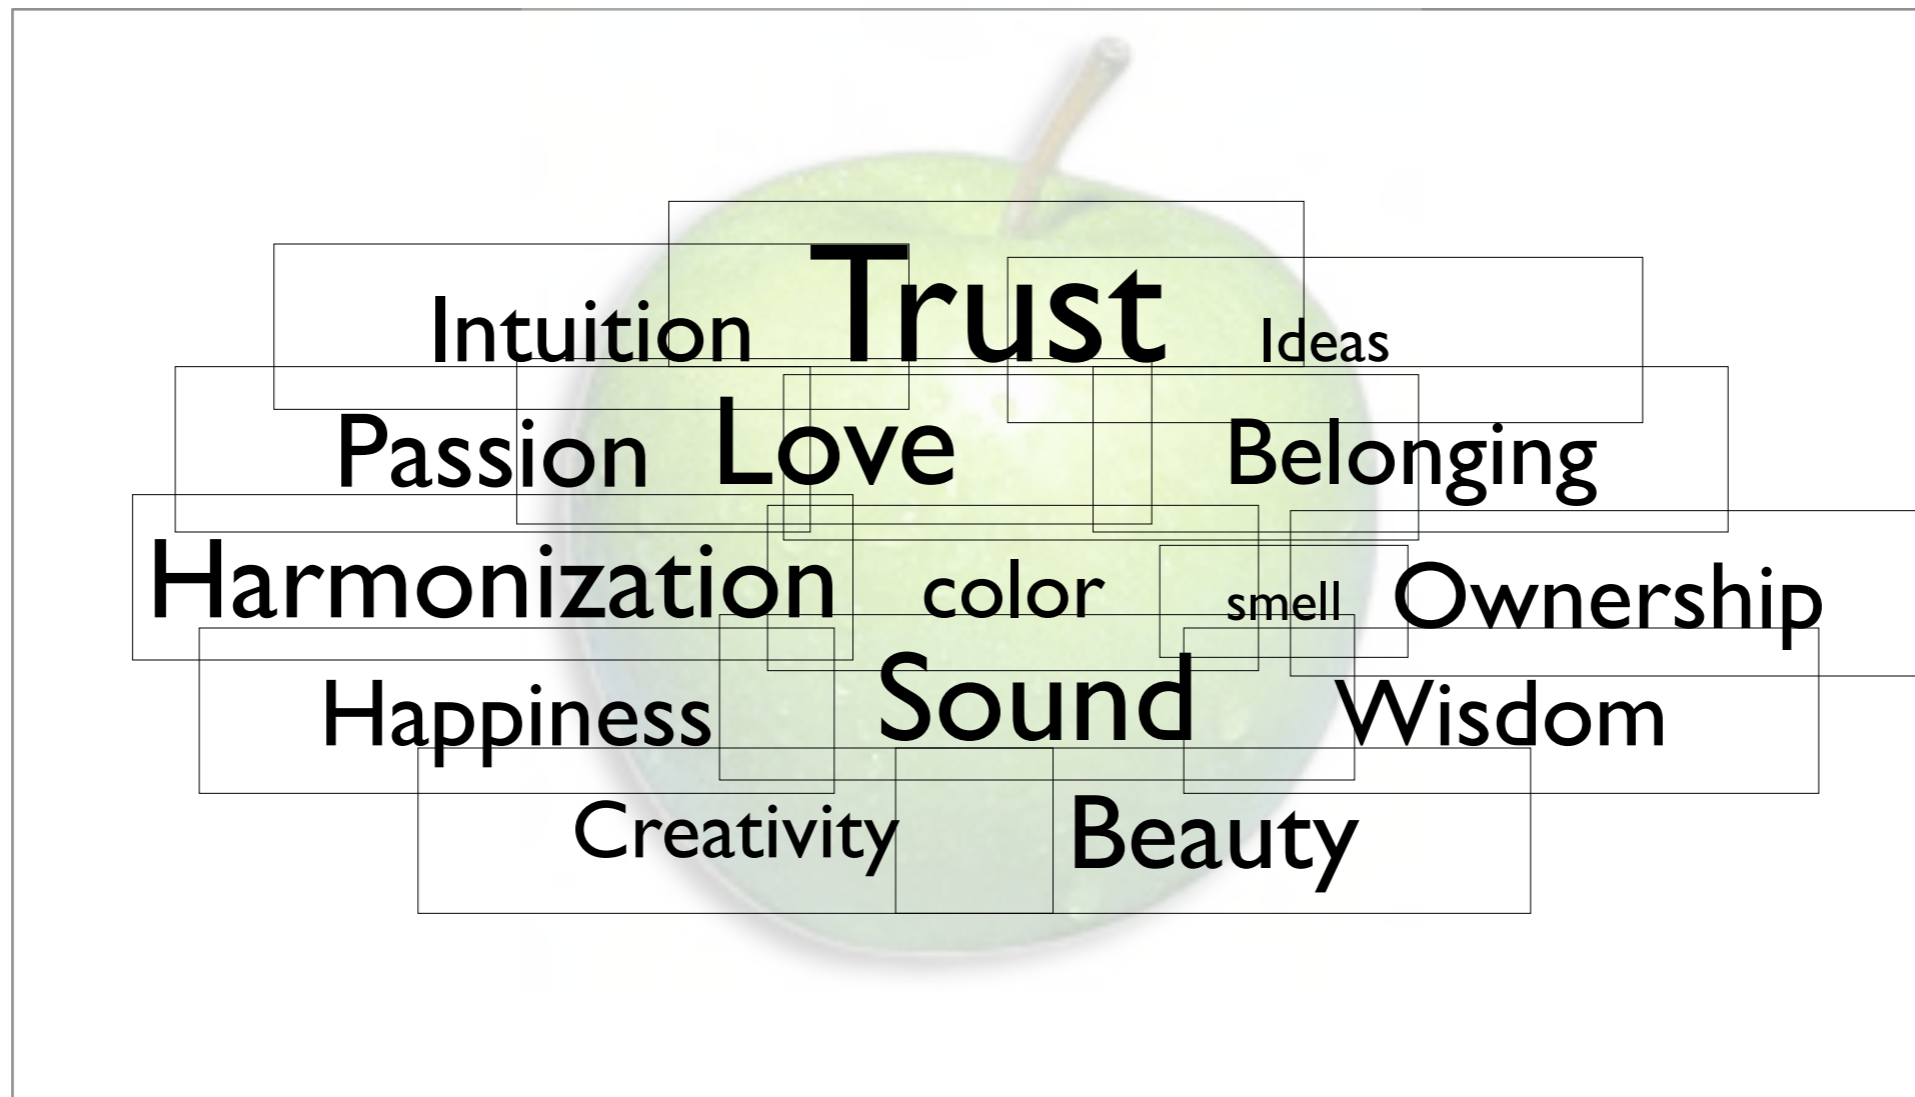 Intuition Trust Ideas
Passion Love Belonging
Harmonization color smell Ownership
Happiness Sound Wisdom
Creativity Beauty